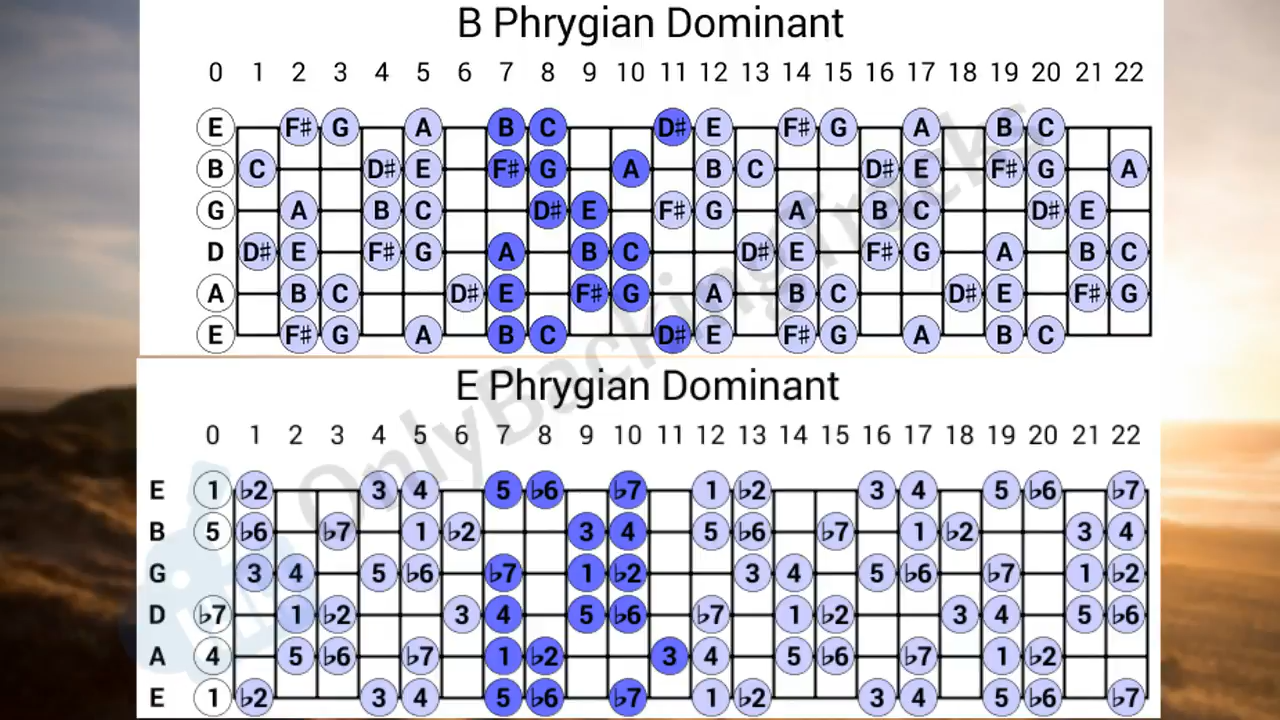 B Phrygian Dominant
0 1 2 3 4 5 6 7 8 9 10 11 12 13 14 15 16 17 18 19 20 21 22
E F# G A B C D# E F# G A B C
B C D# E F# G A B C D# E F# G A
G A B C D# E F# G A B C D# E
D D# E F# G A B C D# E F# G A B C
A B C D# E F# G A B C D# E F# G
E F# G A B C D# E F# G A B C
OnlyBackingTracks
E Phrygian Dominant
0 1 2 3 4 5 6 7 8 9 10 11 12 13 14 15 16 17 18 19 20 21 22
E 1 ♭2 3 4 5 ♭6 ♭7 1 ♭2 3 4 5 ♭6 ♭7
B 5 ♭6 ♭7 1 ♭2 3 4 5 ♭6 ♭7 1 ♭2 3 4
G 3 4 5 ♭6 ♭7 1 ♭2 3 4 5 ♭6 ♭7 1 ♭2
D ♭7 1 ♭2 3 4 5 ♭6 ♭7 1 ♭2 3 4 5 ♭6
A 4 5 ♭6 ♭7 1 ♭2 3 4 5 ♭6 ♭7 1 ♭2
E 1 ♭2 3 4 5 ♭6 ♭7 1 ♭2 3 4 5 ♭6 ♭7